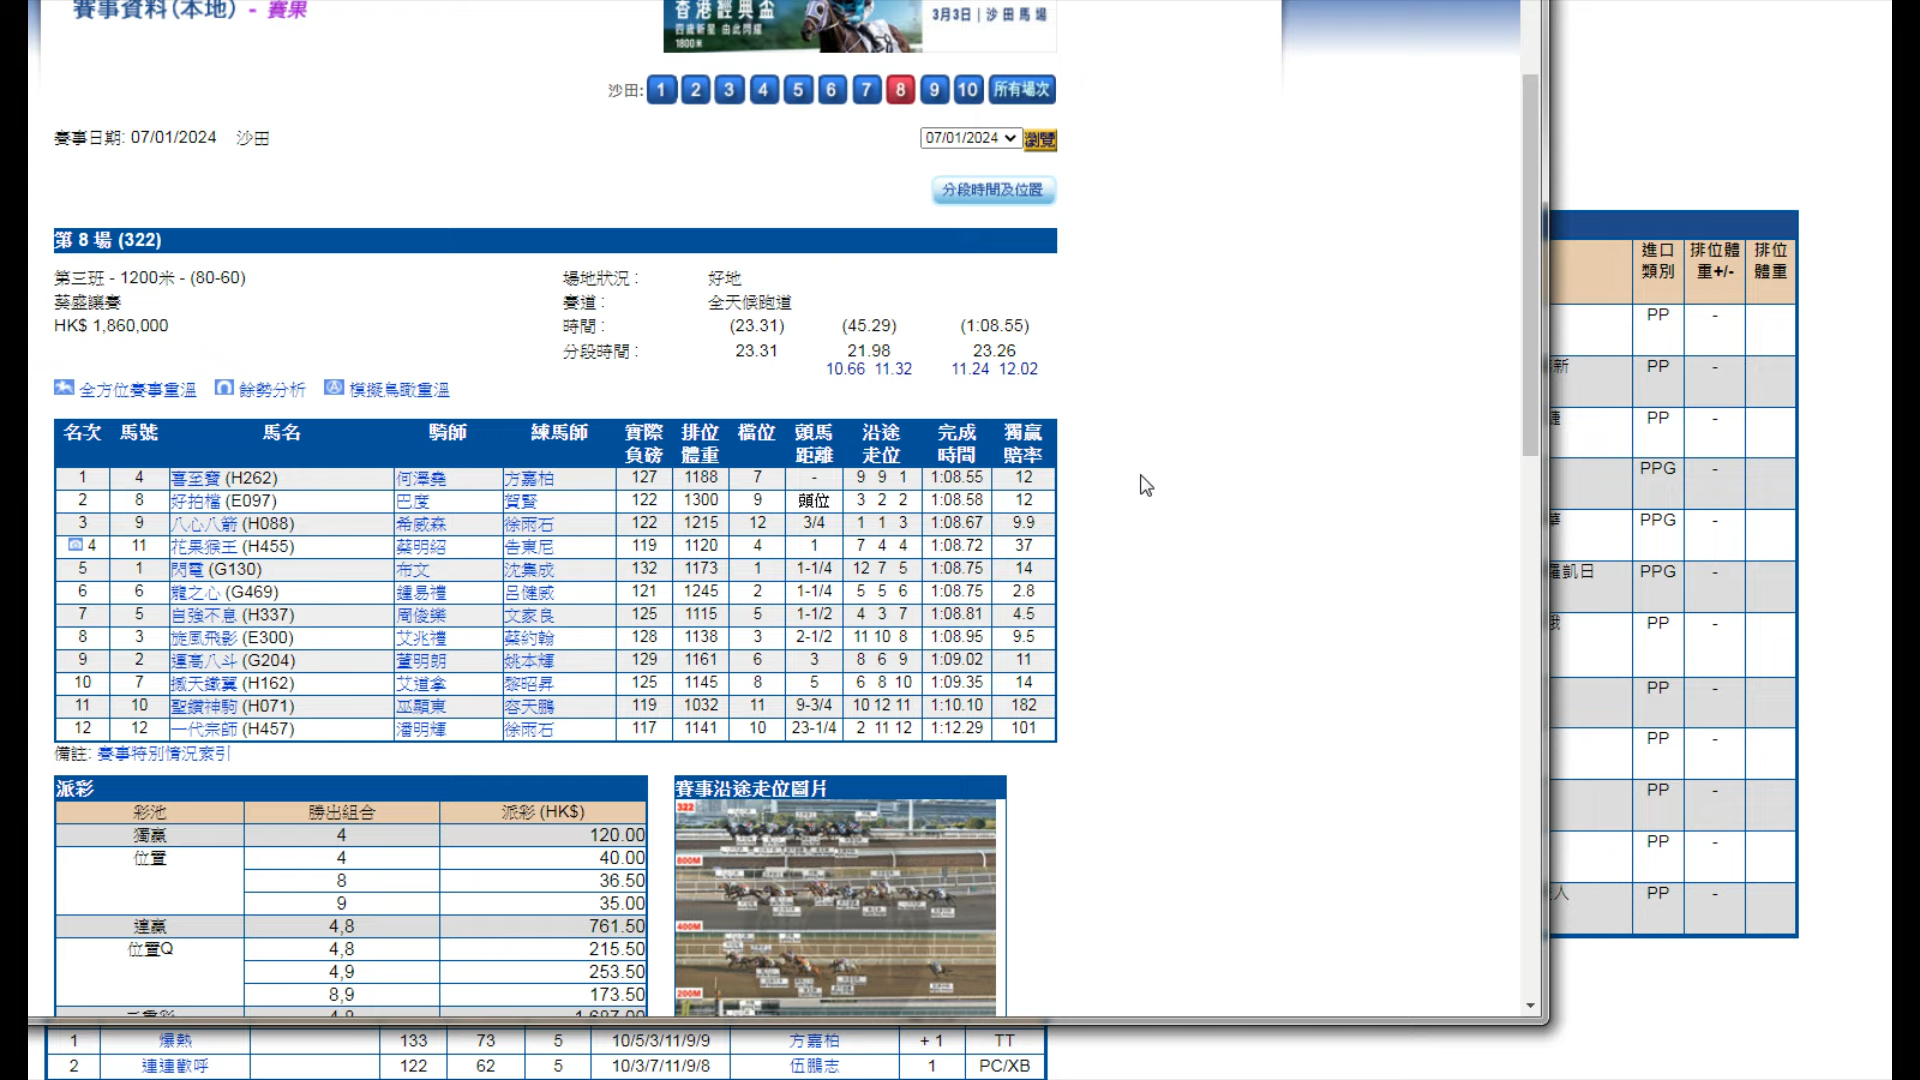 賽事資料(本地) - 賽果
香港經典盃
四歲新星 由此閃耀
1800米
3月3日 | 沙田馬場
沙田: 1 2 3 4 5 6 7 8 9 10 所有場次
賽事日期: 07/01/2024 沙田
07/01/2024 瀏覽
分段時間及位置
第 8 場 (322)
第三班 - 1200米 - (80-60) 場地狀況 : 好地
葵盛讓賽 賽道 : 全天候跑道
HK$ 1,860,000 時間 : (23.31) (45.29) (1:08.55)
分段時間 : 23.31 21.98 23.26
10.66 11.32 11.24 12.02
全方位賽事重溫 餘勢分析 模擬鳥瞰重溫
名次 馬號 馬名 騎師 練馬師 實際負磅 排位體重 檔位 頭馬距離 沿途走位 完成時間 獨贏賠率
1 4 喜至寶 (H262) 何澤堯 方嘉柏 127 1188 7 - 9 9 1 1:08.55 12
2 8 好拍檔 (E097) 巴度 賀賢 122 1300 9 頭位 3 2 2 1:08.58 12
3 9 八心八箭 (H088) 希威森 徐雨石 122 1215 12 3/4 1 1 3 1:08.67 9.9
4 11 花果猴王 (H455) 蔡明紹 告東尼 119 1120 4 1 7 4 4 1:08.72 37
5 1 閃電 (G130) 布文 沈集成 132 1173 1 1-1/4 12 7 5 1:08.75 14
6 6 龍之心 (G469) 鍾易禮 呂健威 121 1245 2 1-1/4 5 5 6 1:08.75 2.8
7 5 自強不息 (H337) 周俊樂 文家良 125 1115 5 1-1/2 4 3 7 1:08.81 4.5
8 3 旋風飛影 (E300) 艾兆禮 蔡約翰 128 1138 3 2-1/2 11 10 8 1:08.95 9.5
9 2 運高八斗 (G204) 董明朗 姚本輝 129 1161 6 3 8 6 9 1:09.02 11
10 7 撼天鐵翼 (H162) 艾道拿 黎昭昇 125 1145 8 5 6 8 10 1:09.35 14
11 10 聖鑽神駒 (H071) 巫顯東 容天鵬 119 1032 11 9-3/4 10 12 11 1:10.10 182
12 12 一代宗師 (H457) 潘明輝 徐雨石 117 1141 10 23-1/4 2 11 12 1:12.29 101
備註: 賽事特別情況索引
派彩
彩池 勝出組合 派彩 (HK$)
獨贏 4 120.00
位置 4 40.00
8 36.50
9 35.00
連贏 4,8 761.50
位置Q 4,8 215.50
4,9 253.50
8,9 173.50
三重彩 4,8 1,687.00
賽事沿途走位圖片
322
800M
400M
200M
1 爆熱 133 73 5 10/5/3/11/9/9 方嘉柏 + 1 TT
2 連連歡呼 122 62 5 10/3/7/11/9/8 伍鵬志 1 PC/XB
進口類別 排位體重+/- 排位體重
PP -
新 PP -
PP -
PPG -
PPG -
凱日 PPG -
PP -
PP -
PP -
PP -
PP -
人 PP -